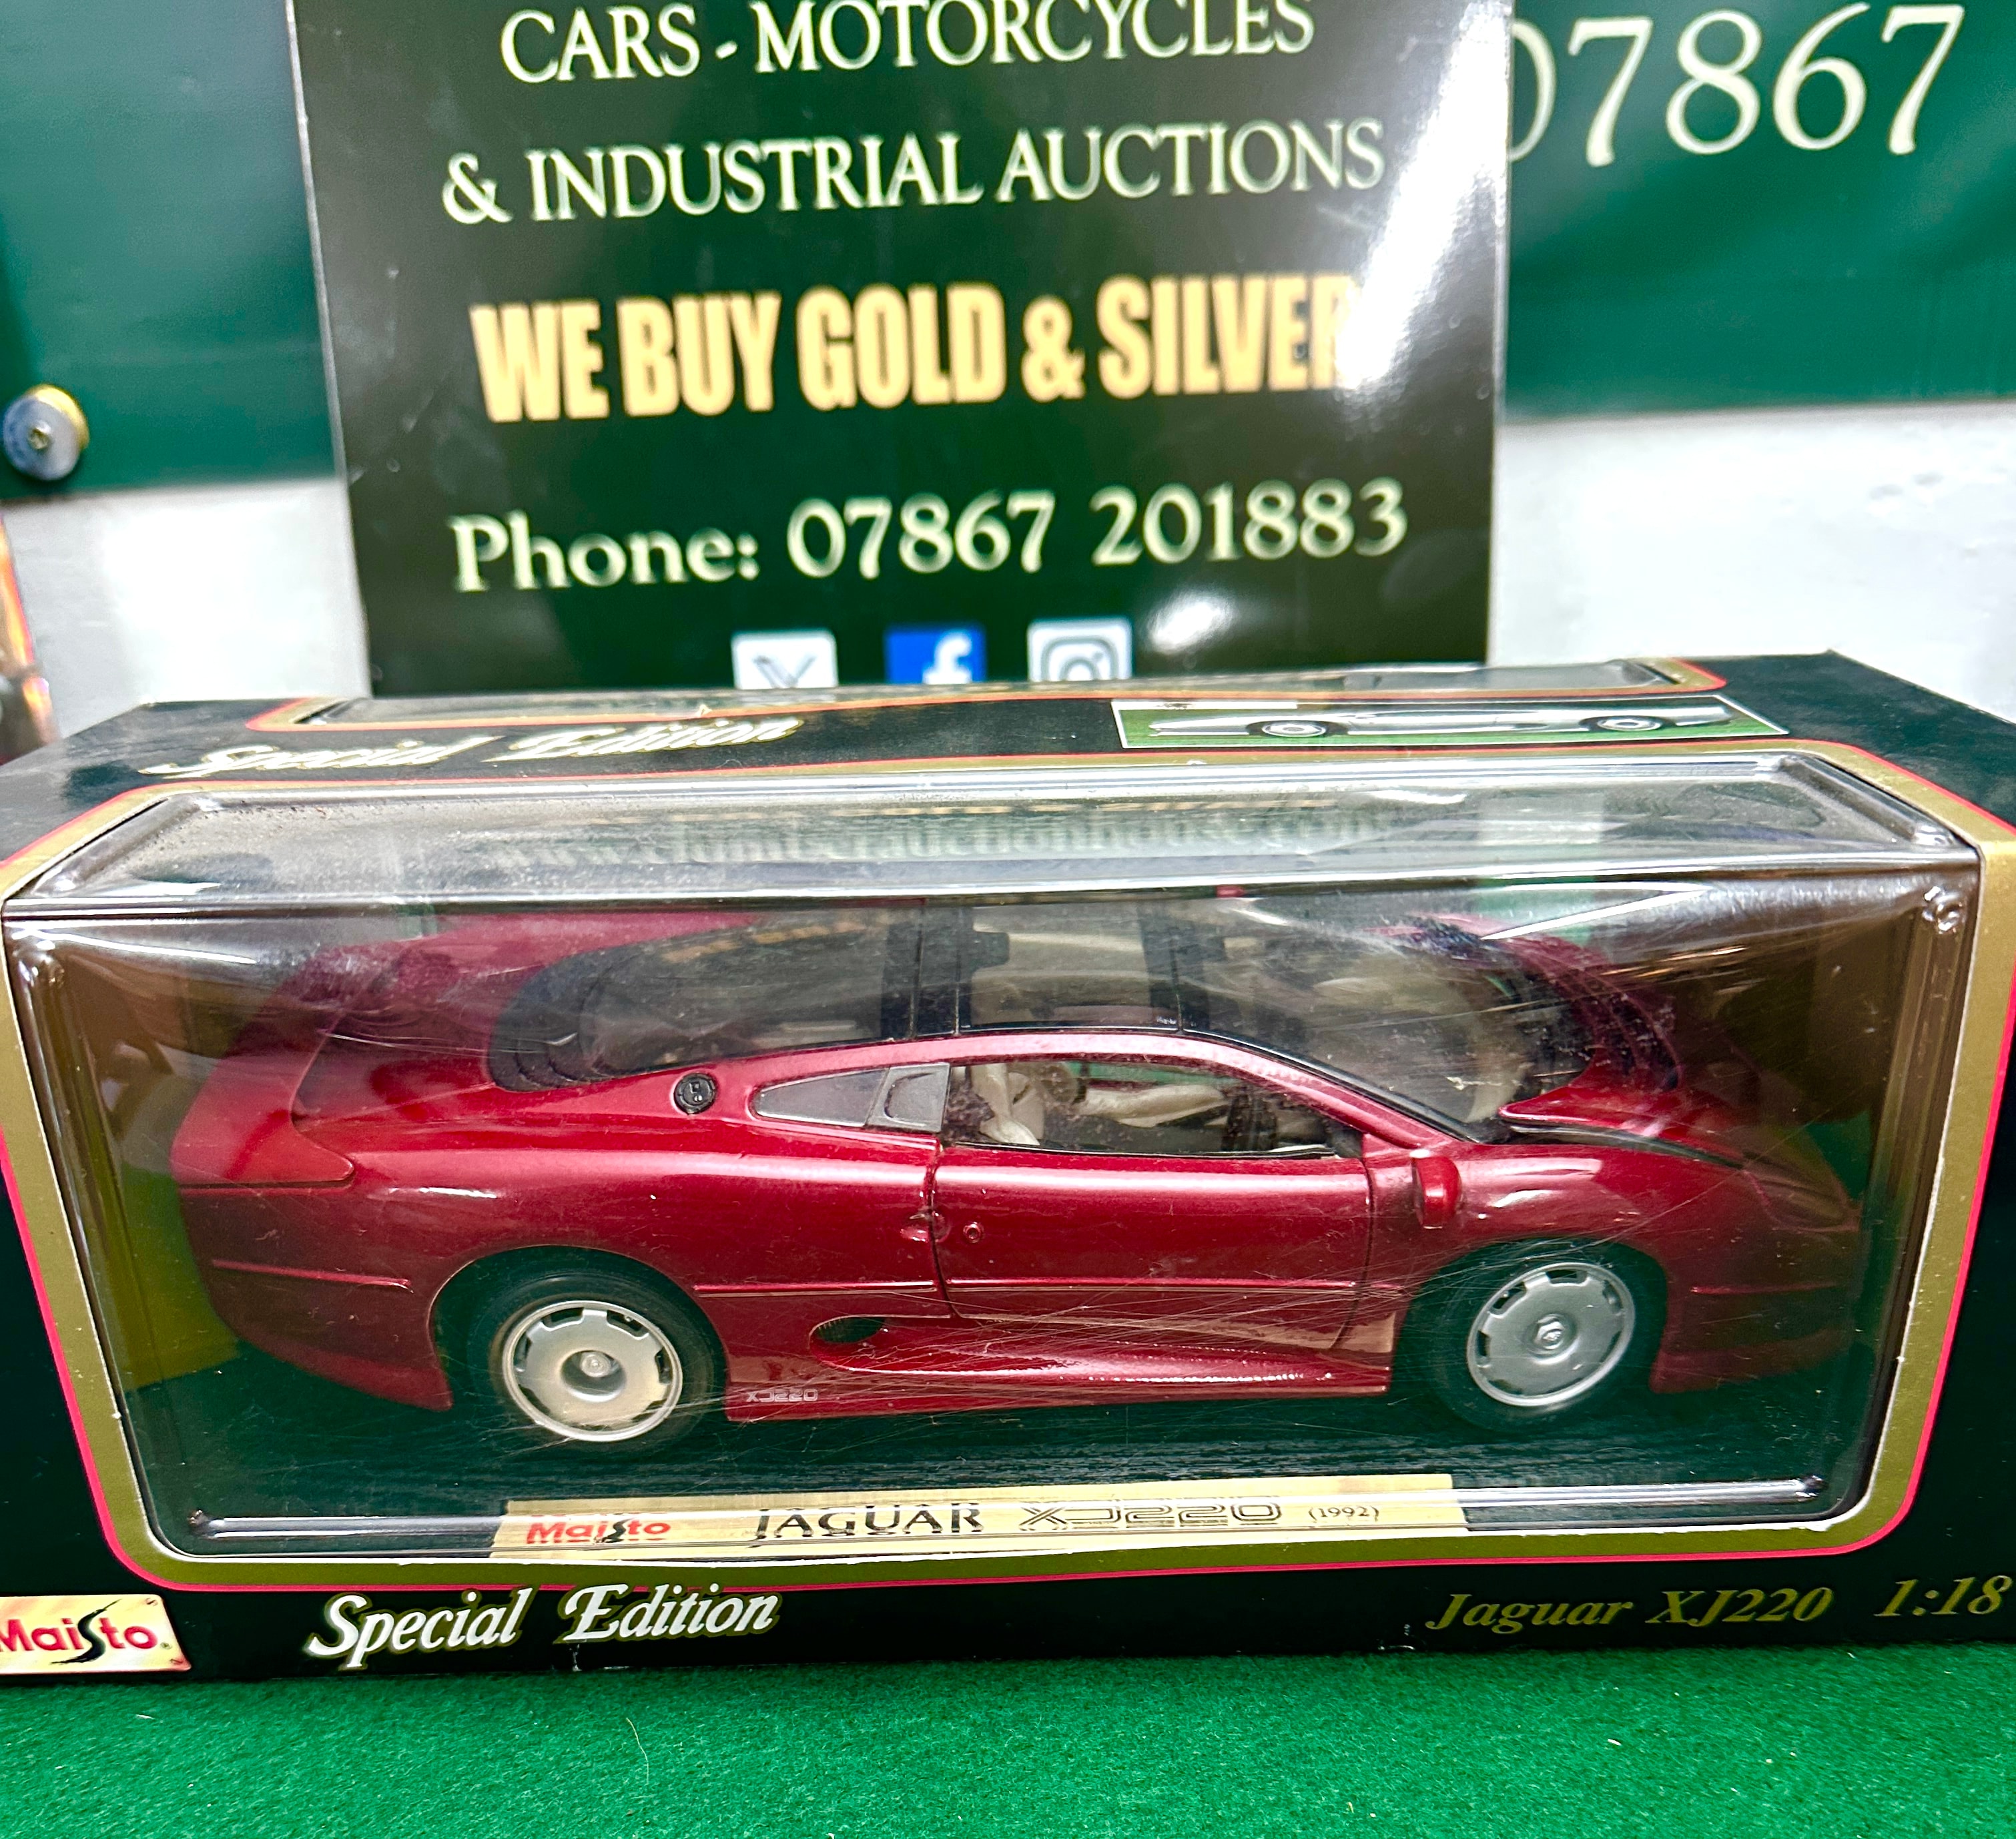 CARS - MOTORCYCLES
& INDUSTRIAL AUCTIONS
WE BUY GOLD & SILVER
Phone: 07867 201883
07867
Special Edition
XJ220
Maisto JAGUAR XJ220 (1992)
Maisto Special Edition Jaguar XJ220 1:18